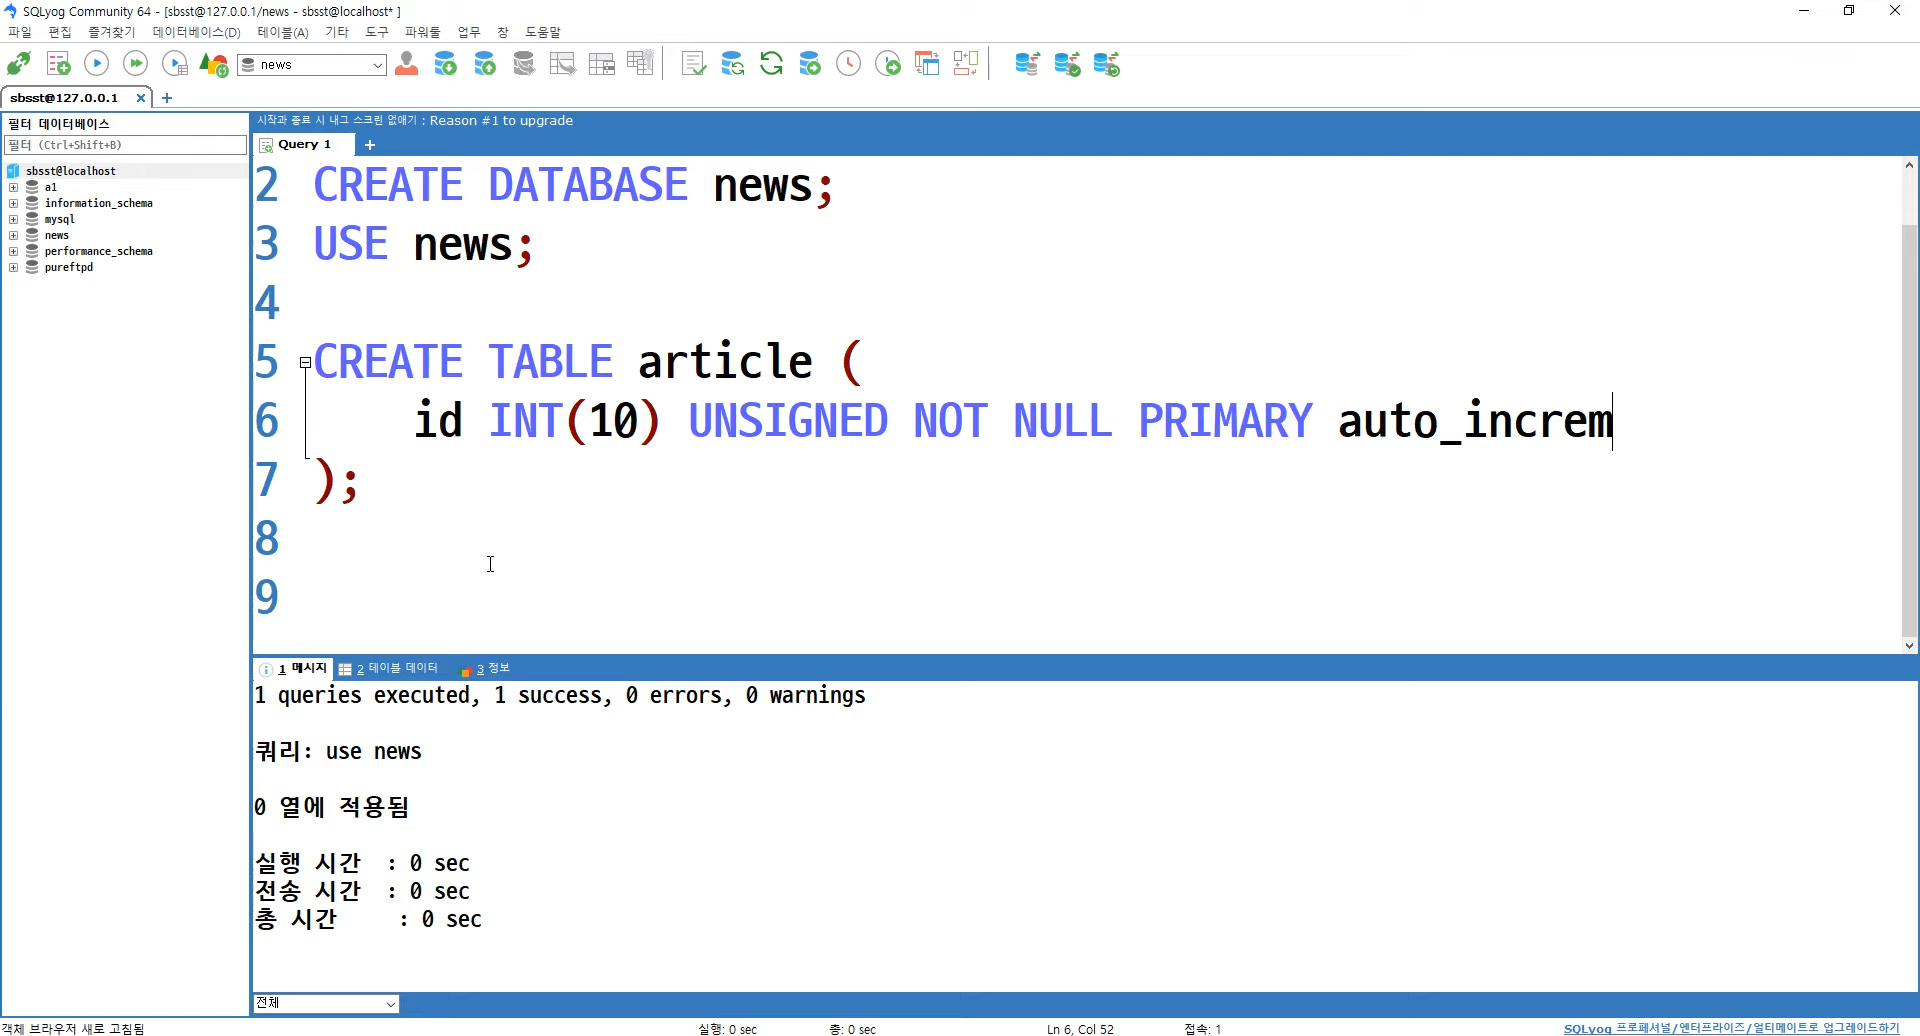 SQLyog Community 64 - [sbsst@127.0.0.1/news - sbsst@localhost* ]
파일 편집 즐겨찾기 데이터베이스(D) 테이블(A) 기타 도구 파워툴 업무 창 도움말
news
sbsst@127.0.0.1
필터 데이터베이스
필터 (Ctrl+Shift+B)
sbsst@localhost
a1
information_schema
mysql
news
performance_schema
pureftpd
시작과 종료 시 내그 스크린 없애기 : Reason #1 to upgrade
Query 1
2 CREATE DATABASE news;
3 USE news;
4
5 CREATE TABLE article (
6 id INT(10) UNSIGNED NOT NULL PRIMARY auto_increm
7 );
8
9
1 메시지 2 테이블 데이터 3 정보
1 queries executed, 1 success, 0 errors, 0 warnings
쿼리: use news
0 열에 적용됨
실행 시간 : 0 sec
전송 시간 : 0 sec
총 시간 : 0 sec
전체
객체 브라우저 새로 고침됨 실행: 0 sec 총: 0 sec Ln 6, Col 52 접속: 1 SQLyog 프로페셔널/엔터프라이즈/얼티메이트로 업그레이드하기